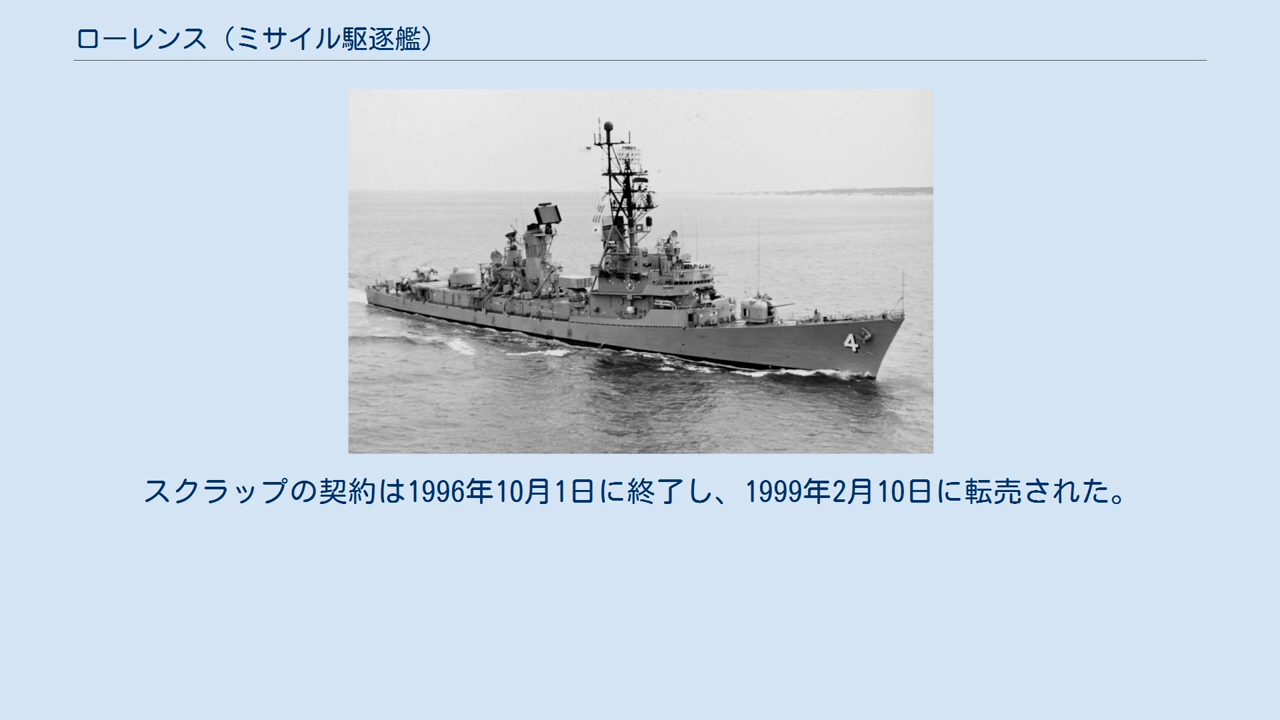 ローレンス（ミサイル駆逐艦）
4
スクラップの契約は1996年10月1日に終了し、1999年2月10日に転売された。